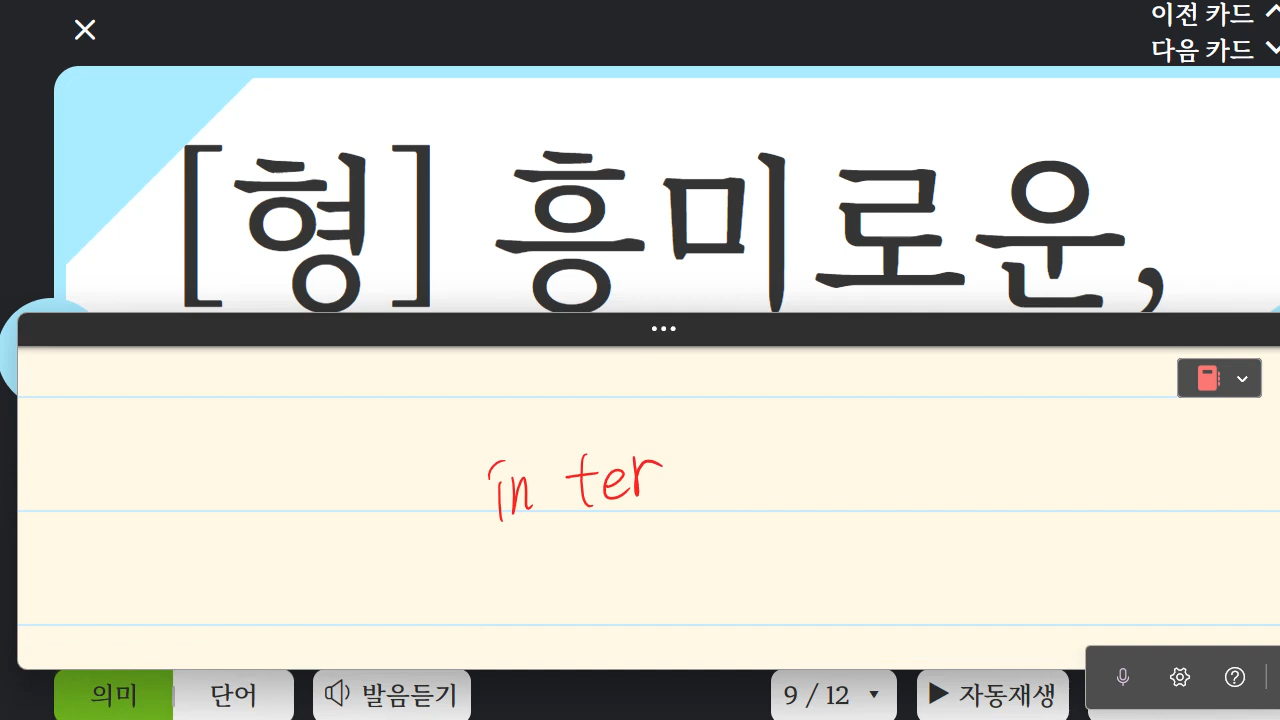 이전 카드
다음 카드
[형] 흥미로운,
in ter
의미 단어 발음듣기 9 / 12 자동재생